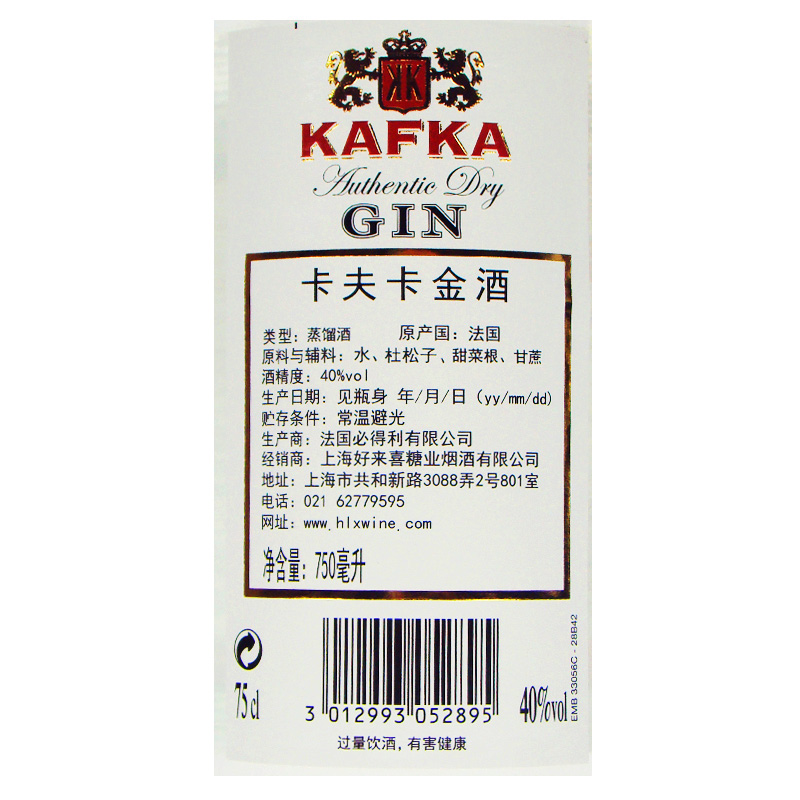 KK
KAFKA
Authentic Dry
GIN
卡夫卡金酒
类型：蒸馏酒 原产国：法国
原料与辅料：水、杜松子、甜菜根、甘蔗
酒精度：40%vol
生产日期：见瓶身 年/月/日（yy/mm/dd)
贮存条件：常温避光
生产商：法国必得利有限公司
经销商：上海好来喜糖业烟酒有限公司
地址：上海市共和新路3088弄2号801室
电话：021 62779595
网址：www.hlxwine.com
净含量：750毫升
75 cl
3 012993 052895
40%vol
EMB 33056C - 28B42
过量饮酒，有害健康